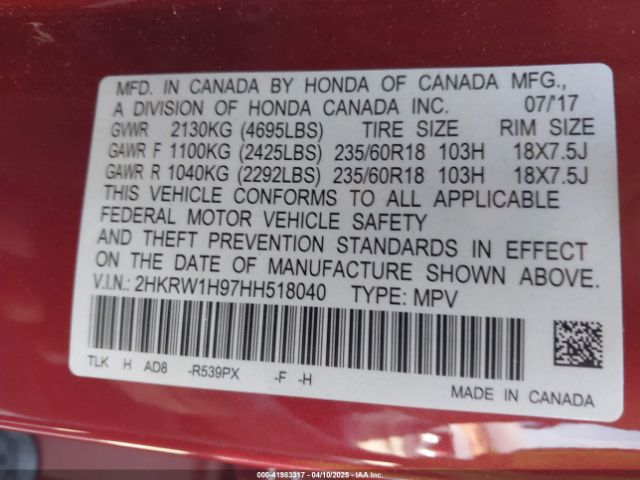 MFD. IN CANADA BY HONDA OF CANADA MFG.,
A DIVISION OF HONDA CANADA INC. 07/'17
GVWR 2130KG (4695LBS) TIRE SIZE RIM SIZE
GAWR F 1100KG (2425LBS) 235/60R18 103H 18X7.5J
GAWR R 1040KG (2292LBS) 235/60R18 103H 18X7.5J
THIS VEHICLE CONFORMS TO ALL APPLICABLE
FEDERAL MOTOR VEHICLE SAFETY
AND THEFT PREVENTION STANDARDS IN EFFECT
ON THE DATE OF MANUFACTURE SHOWN ABOVE.
V.I.N.: 2HKRW1H97HH518040 TYPE: MPV
TLK H AD8 -R539PX -F -H
MADE IN CANADA
000-41983317 - 04/10/2025 - IAAI.com